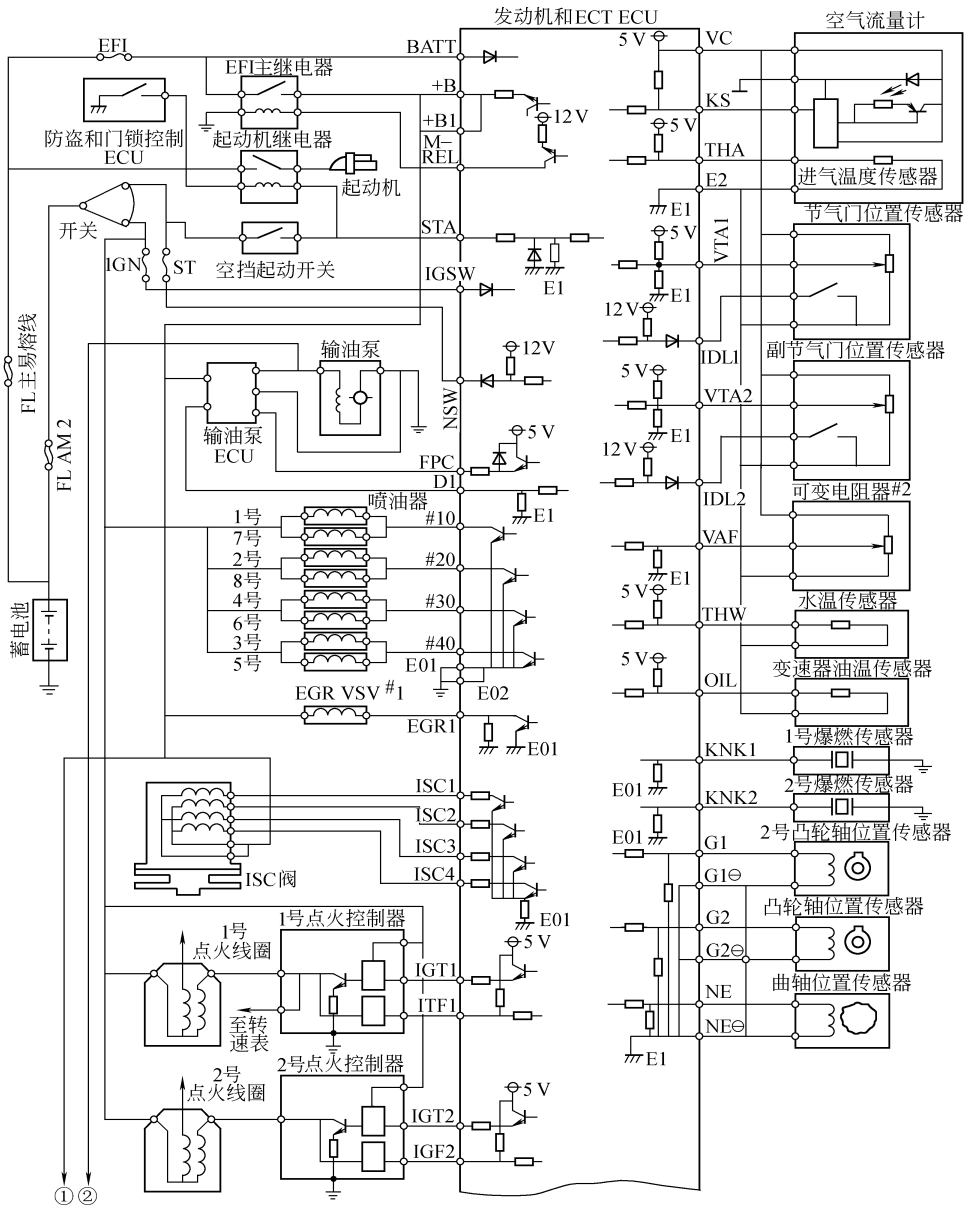 发动机和ECT ECU
空气流量计
EFI
BATT
5 V
VC
EFI主继电器
+B
KS
12V
防盗和门锁控制
ECU
起动机继电器
+B1
M-
REL
5 V
THA
起动机
进气温度传感器
E2
E1
节气门位置传感器
开关
STA
5 V
VTA1
IGN
ST
空挡起动开关
IGSW
E1
E1
12V
IDL1
FL主易熔线
输油泵
12V
副节气门位置传感器
5 V
VTA2
NSW
输油泵
ECU
FL AM 2
5 V
E1
12V
FPC
D1
IDL2
可变电阻器#2
喷油器
E1
1号
#10
7号
VAF
2号
#20
8号
E1
5 V
4号
#30
THW
水温传感器
6号
3号
#40
5号
E01
5 V
变速器油温传感器
蓄电池
OIL
E02
EGR VSV #1
EGR1
E01
1号爆燃传感器
KNK1
2号爆燃传感器
ISC1
E01
KNK2
ISC2
E01
2号凸轮轴位置传感器
ISC3
G1
ISC阀
ISC4
G1⊖
E01
凸轮轴位置传感器
1号点火控制器
G2
1号
点火线圈
5 V
G2⊖
IGT1
曲轴位置传感器
ITF1
NE
至转
速表
NE⊖
E1
2号点火控制器
2号
点火线圈
5 V
IGT2
IGF2
① ②